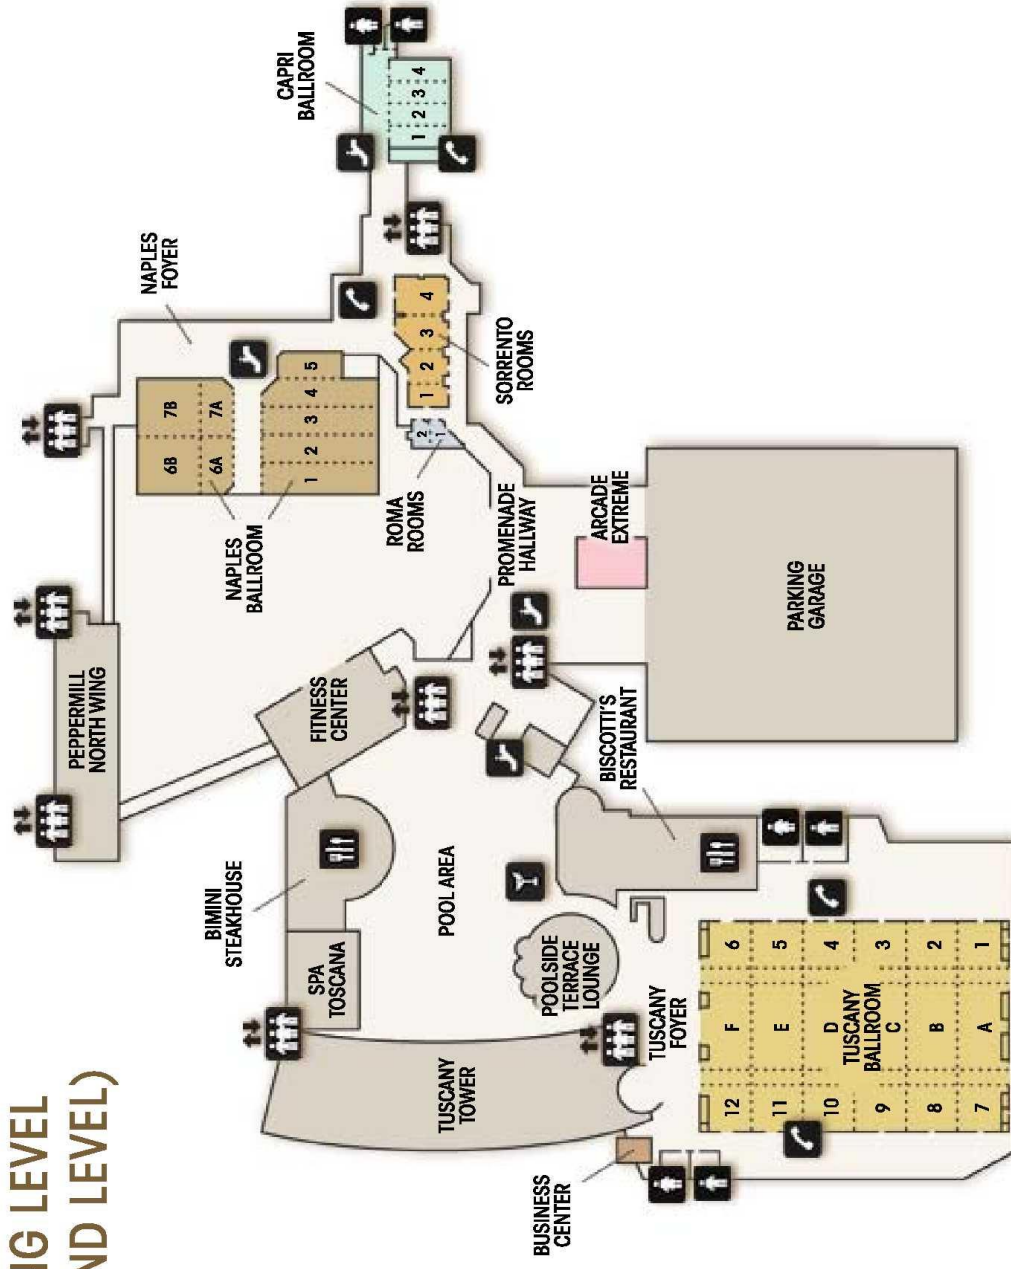 NG LEVEL
ND LEVEL)
PEPPERMILL
NORTH WING
NAPLES
FOYER
6B 7B
6A 7A
1 2 3 4 5
NAPLES
BALLROOM
CAPRI
BALLROOM
1 2 3 4
BIMINI
STEAKHOUSE
SPA
TOSCANA
FITNESS
CENTER
ROMA
ROOMS
2
1
1 2 3 4
SORRENTO
ROOMS
TUSCANY
TOWER
POOL AREA
PROMENADE
HALLWAY
POOLSIDE
TERRACE
LOUNGE
BUSINESS
CENTER
TUSCANY
FOYER
BISCOTTI'S
RESTAURANT
ARCADE
EXTREME
PARKING
GARAGE
12 F 6
11 E 5
10 D 4
TUSCANY
BALLROOM
9 C 3
8 B 2
7 A 1